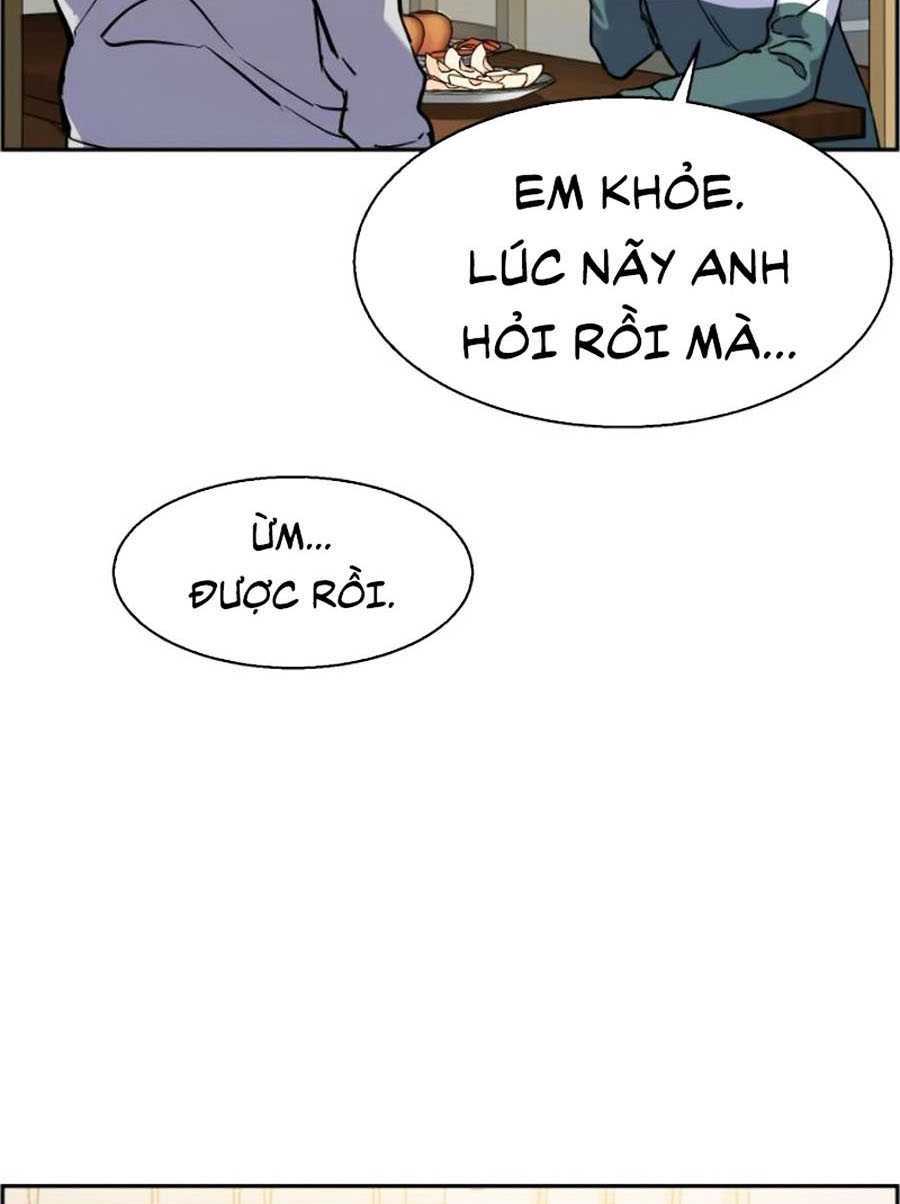 EM KHỎE.
LÚC NÃY ANH
HỎI RỒI MÀ...
ỪM...
ĐƯỢC RỒI.